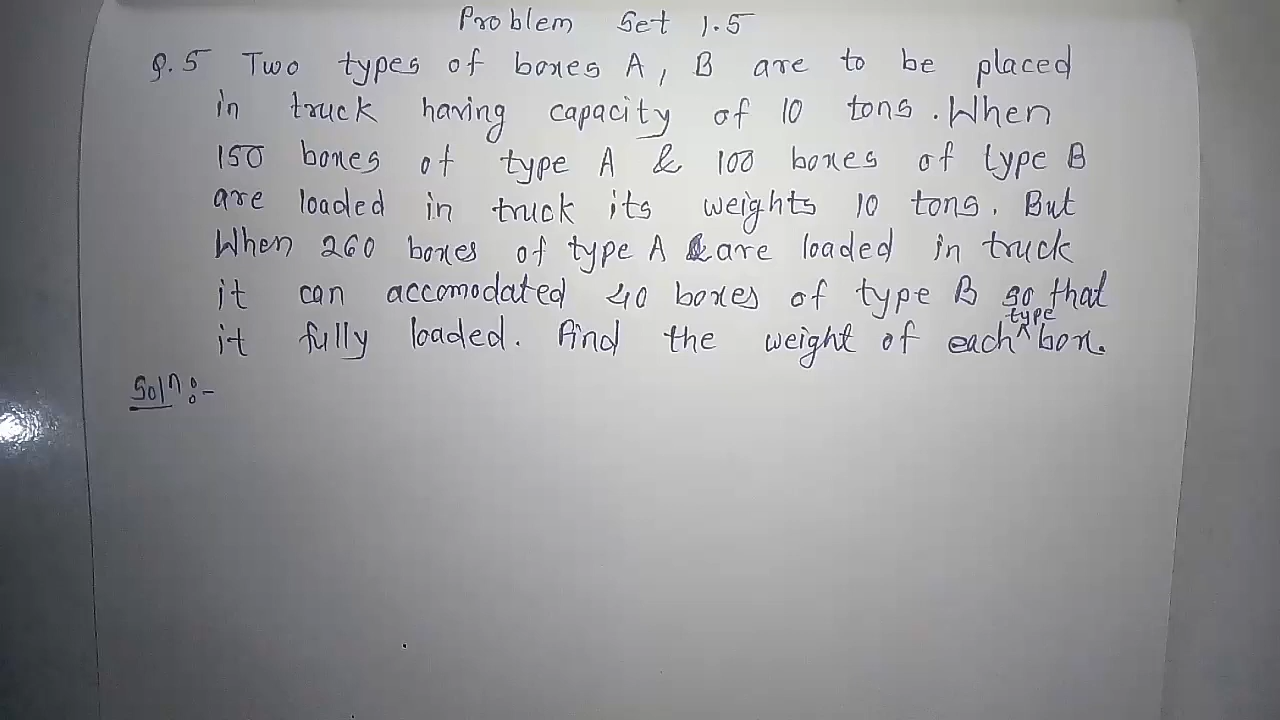 Problem Set 1.5
Q.5 Two types of boxes A, B are to be placed
in truck having capacity of 10 tons. When
150 boxes of type A & 100 boxes of type B
are loaded in truck its weights 10 tons. But
When 260 boxes of type A are loaded in truck
it can accomodated 40 boxes of type B so that
type
it fully loaded. Find the weight of each ^ box.
Solⁿ :-